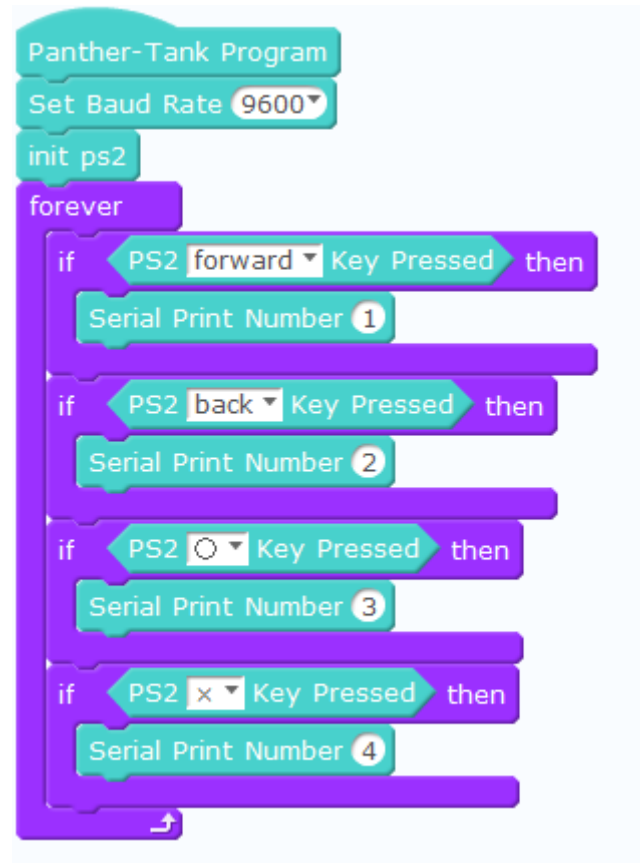 Panther-Tank Program
Set Baud Rate 9600
init ps2
forever
if PS2 forward Key Pressed then
Serial Print Number 1
if PS2 back Key Pressed then
Serial Print Number 2
if PS2 ○ Key Pressed then
Serial Print Number 3
if PS2 × Key Pressed then
Serial Print Number 4